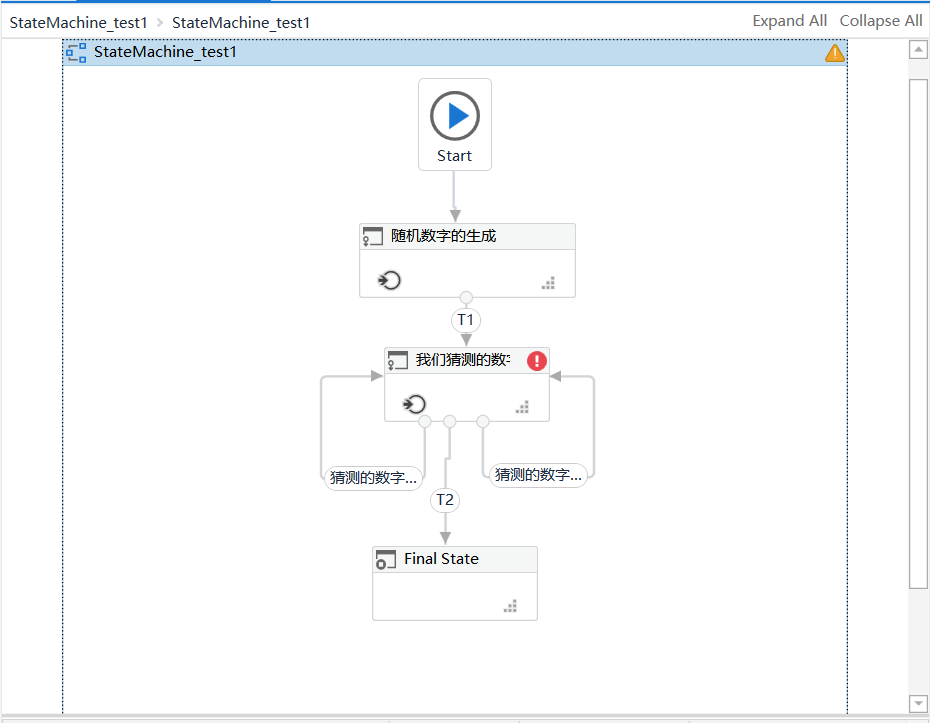 StateMachine_test1 > StateMachine_test1 Expand All Collapse All
StateMachine_test1
Start
随机数字的生成
T1
我们猜测的数
猜测的数字...
猜测的数字...
T2
Final State